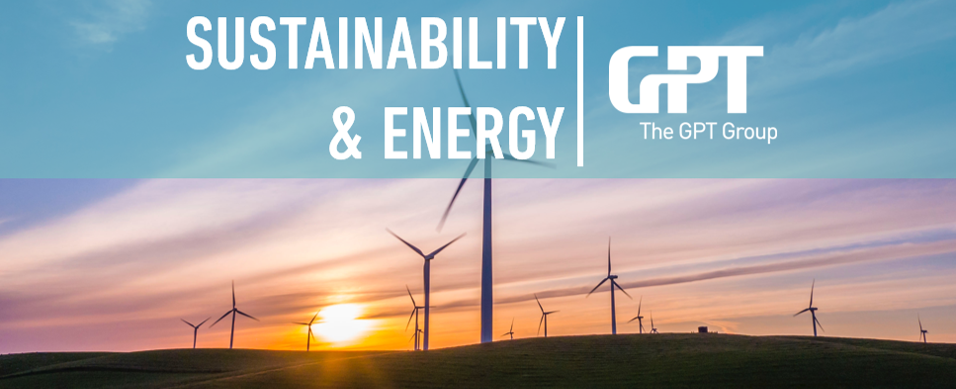 SUSTAINABILITY
& ENERGY
GPT
The GPT Group